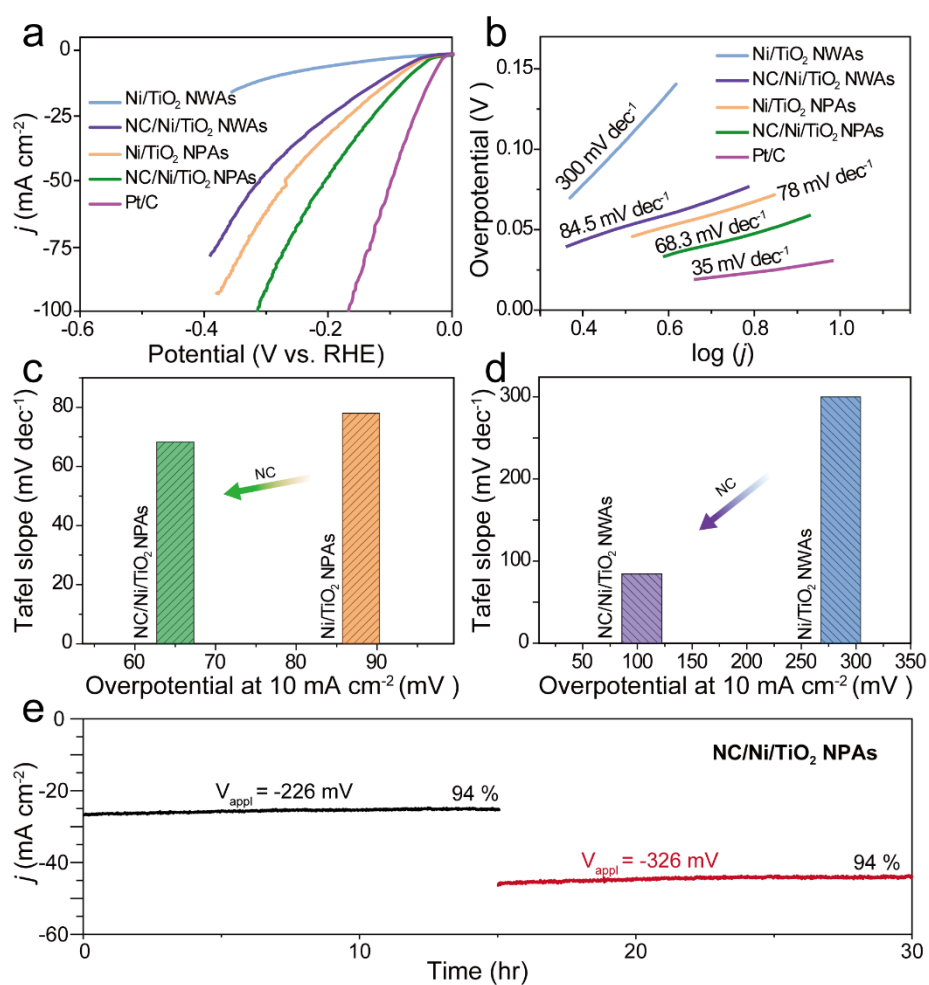 a
0
-25
-50
-75
-100
j (mA cm⁻²)
Ni/TiO₂ NWAs
NC/Ni/TiO₂ NWAs
Ni/TiO₂ NPAs
NC/Ni/TiO₂ NPAs
Pt/C
-0.6
-0.4
-0.2
0.0
Potential (V vs. RHE)
b
0.15
0.10
0.05
0.00
Overpotential (V)
Ni/TiO₂ NWAs
NC/Ni/TiO₂ NWAs
Ni/TiO₂ NPAs
NC/Ni/TiO₂ NPAs
Pt/C
300 mV dec⁻¹
84.5 mV dec⁻¹
78 mV dec⁻¹
68.3 mV dec⁻¹
35 mV dec⁻¹
0.4
0.6
0.8
1.0
log (j)
c
80
60
40
20
0
Tafel slope (mV dec⁻¹)
NC
NC/Ni/TiO₂ NPAs
Ni/TiO₂ NPAs
60
70
80
90
Overpotential at 10 mA cm⁻² (mV )
d
300
200
100
0
Tafel slope (mV dec⁻¹)
NC
NC/Ni/TiO₂ NWAs
Ni/TiO₂ NWAs
50
100
150
200
250
300
350
Overpotential at 10 mA cm⁻² (mV )
e
0
-20
-40
-60
j (mA cm⁻²)
NC/Ni/TiO₂ NPAs
V_appl = -226 mV
94 %
V_appl = -326 mV
94 %
0
10
20
30
Time (hr)